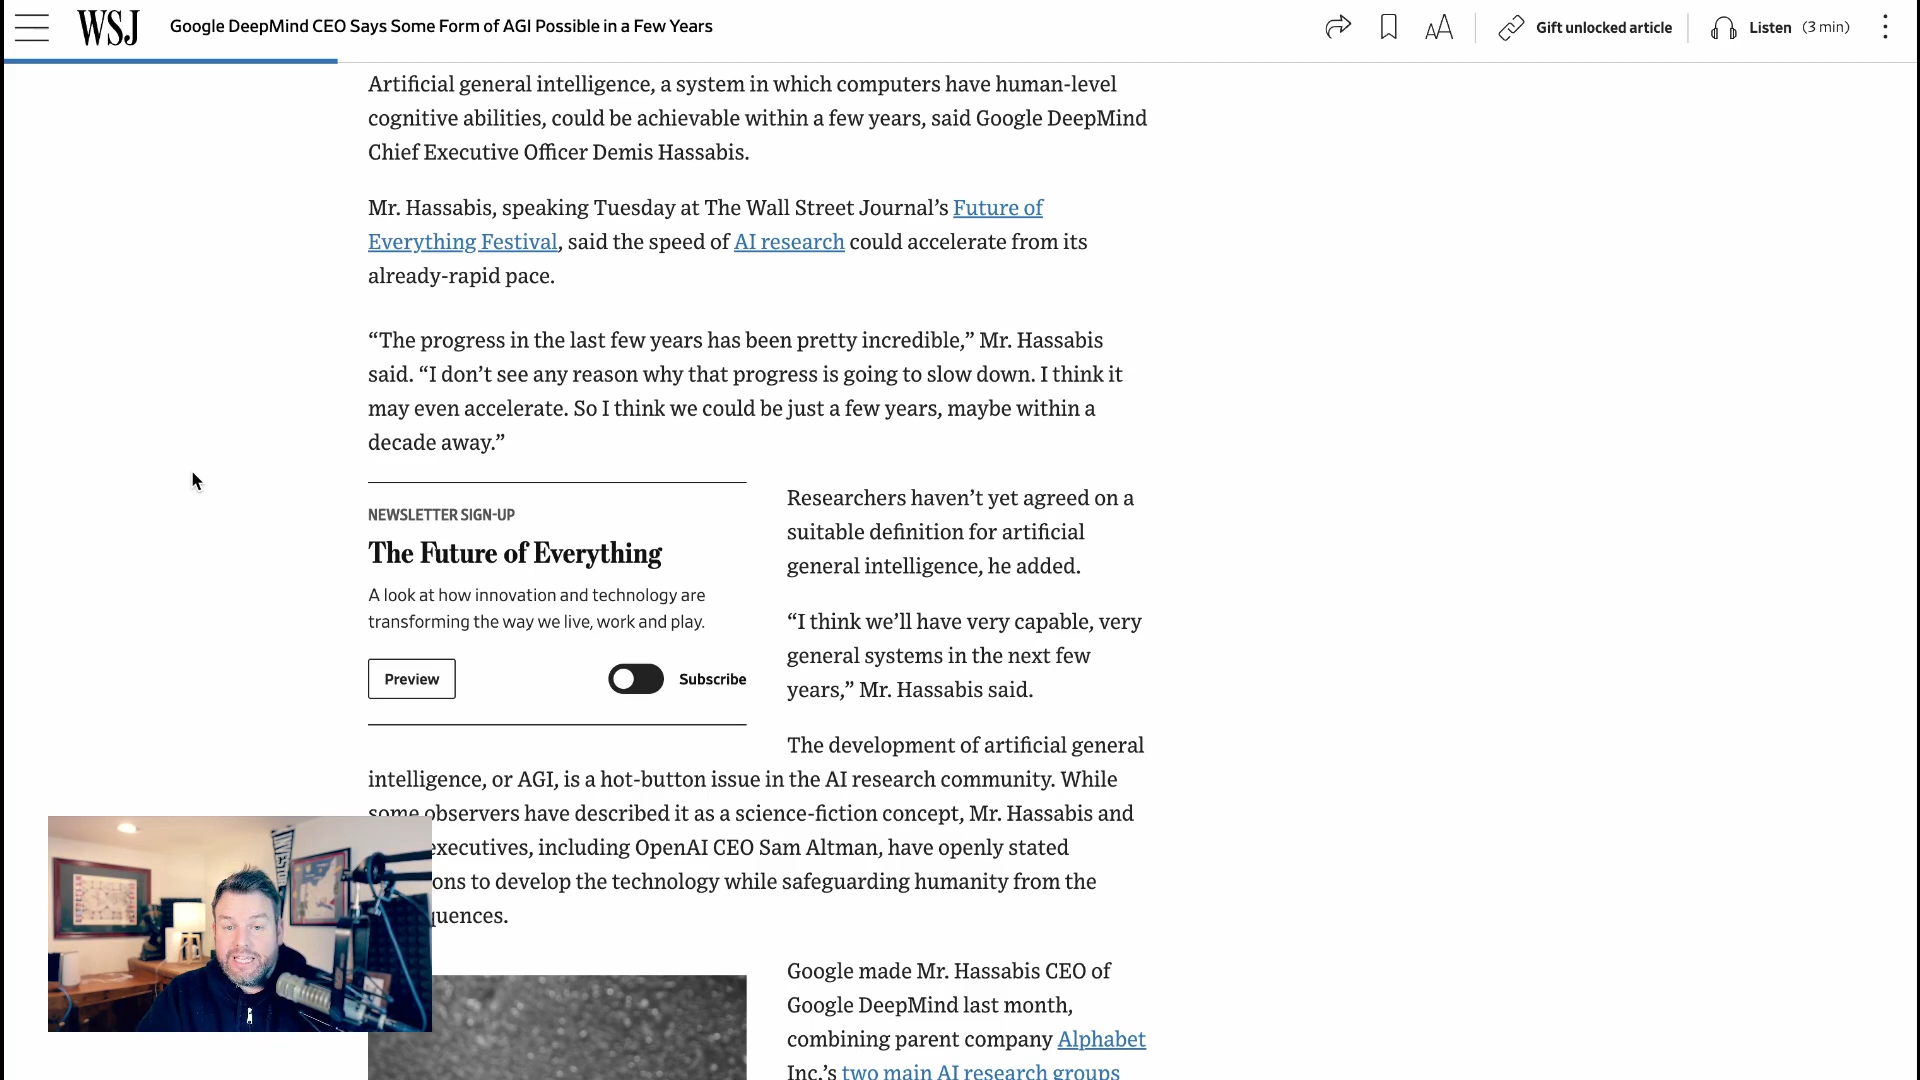 WSJ
Google DeepMind CEO Says Some Form of AGI Possible in a Few Years
Gift unlocked article
Listen (3 min)
Artificial general intelligence, a system in which computers have human-level
cognitive abilities, could be achievable within a few years, said Google DeepMind
Chief Executive Officer Demis Hassabis.
Mr. Hassabis, speaking Tuesday at The Wall Street Journal’s Future of
Everything Festival, said the speed of AI research could accelerate from its
already-rapid pace.
“The progress in the last few years has been pretty incredible,” Mr. Hassabis
said. “I don’t see any reason why that progress is going to slow down. I think it
may even accelerate. So I think we could be just a few years, maybe within a
decade away.”
NEWSLETTER SIGN-UP
The Future of Everything
A look at how innovation and technology are
transforming the way we live, work and play.
Preview
Subscribe
Researchers haven’t yet agreed on a
suitable definition for artificial
general intelligence, he added.
“I think we’ll have very capable, very
general systems in the next few
years,” Mr. Hassabis said.
The development of artificial general
intelligence, or AGI, is a hot-button issue in the AI research community. While
some observers have described it as a science-fiction concept, Mr. Hassabis and
executives, including OpenAI CEO Sam Altman, have openly stated
ons to develop the technology while safeguarding humanity from the
quences.
Google made Mr. Hassabis CEO of
Google DeepMind last month,
combining parent company Alphabet
Inc.’s two main AI research groups